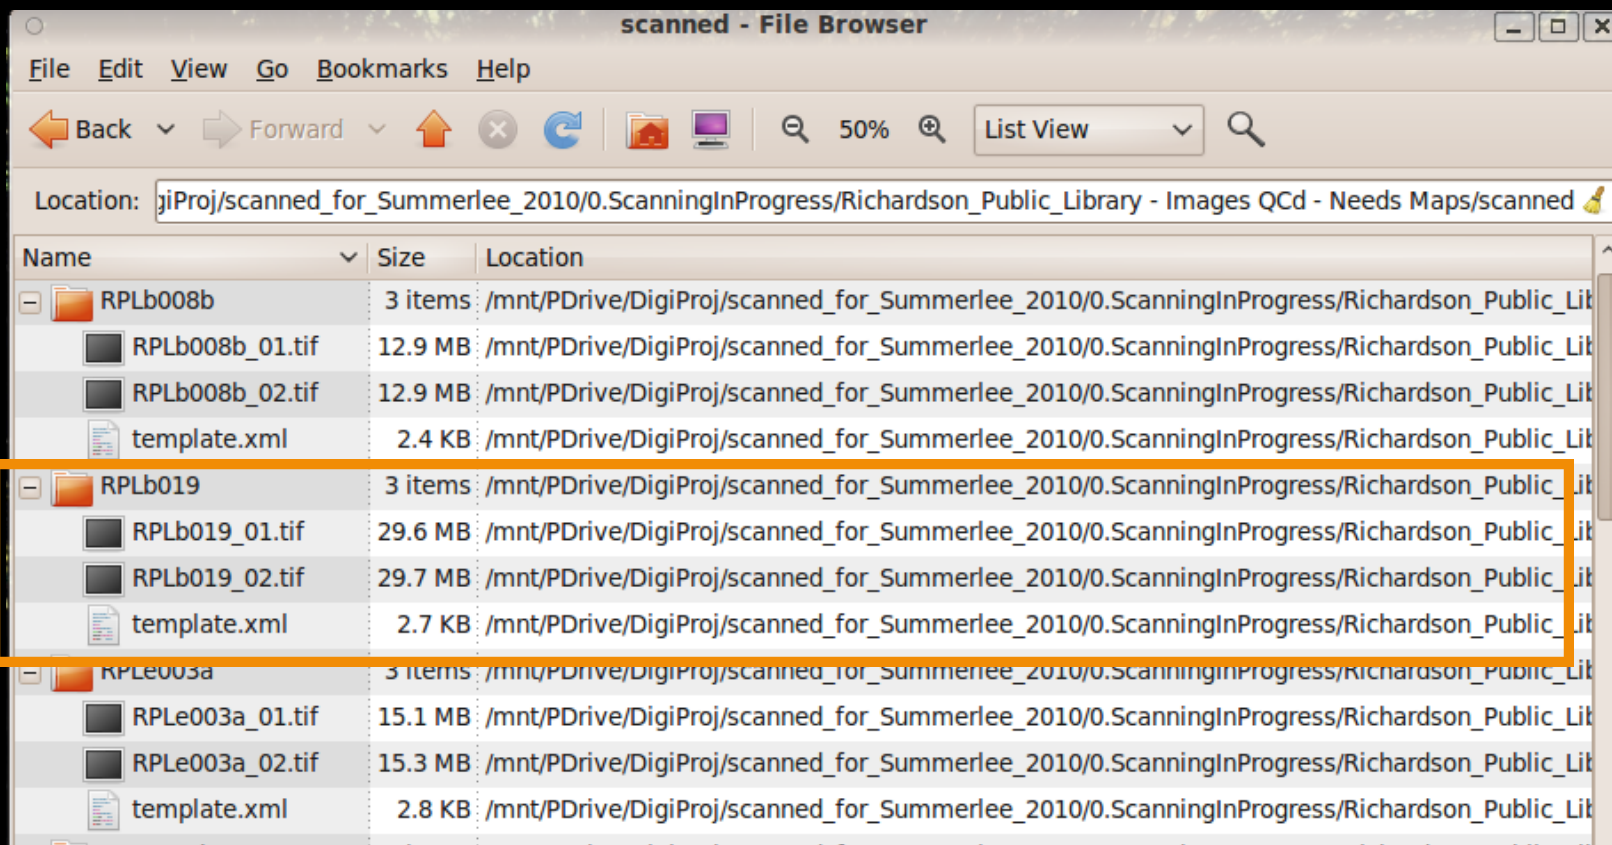 scanned - File Browser
File Edit View Go Bookmarks Help
Back Forward 50% List View
Location: giProj/scanned_for_Summerlee_2010/0.ScanningInProgress/Richardson_Public_Library - Images QCd - Needs Maps/scanned
Name Size Location
RPLb008b 3 items /mnt/PDrive/DigiProj/scanned_for_Summerlee_2010/0.ScanningInProgress/Richardson_Public_Lib
RPLb008b_01.tif 12.9 MB /mnt/PDrive/DigiProj/scanned_for_Summerlee_2010/0.ScanningInProgress/Richardson_Public_Lib
RPLb008b_02.tif 12.9 MB /mnt/PDrive/DigiProj/scanned_for_Summerlee_2010/0.ScanningInProgress/Richardson_Public_Lib
template.xml 2.4 KB /mnt/PDrive/DigiProj/scanned_for_Summerlee_2010/0.ScanningInProgress/Richardson_Public_Lib
RPLb019 3 items /mnt/PDrive/DigiProj/scanned_for_Summerlee_2010/0.ScanningInProgress/Richardson_Public_Lib
RPLb019_01.tif 29.6 MB /mnt/PDrive/DigiProj/scanned_for_Summerlee_2010/0.ScanningInProgress/Richardson_Public_Lib
RPLb019_02.tif 29.7 MB /mnt/PDrive/DigiProj/scanned_for_Summerlee_2010/0.ScanningInProgress/Richardson_Public_Lib
template.xml 2.7 KB /mnt/PDrive/DigiProj/scanned_for_Summerlee_2010/0.ScanningInProgress/Richardson_Public_Lib
RPLe003a 3 items /mnt/PDrive/DigiProj/scanned_for_Summerlee_2010/0.ScanningInProgress/Richardson_Public_Lib
RPLe003a_01.tif 15.1 MB /mnt/PDrive/DigiProj/scanned_for_Summerlee_2010/0.ScanningInProgress/Richardson_Public_Lib
RPLe003a_02.tif 15.3 MB /mnt/PDrive/DigiProj/scanned_for_Summerlee_2010/0.ScanningInProgress/Richardson_Public_Lib
template.xml 2.8 KB /mnt/PDrive/DigiProj/scanned_for_Summerlee_2010/0.ScanningInProgress/Richardson_Public_Lib